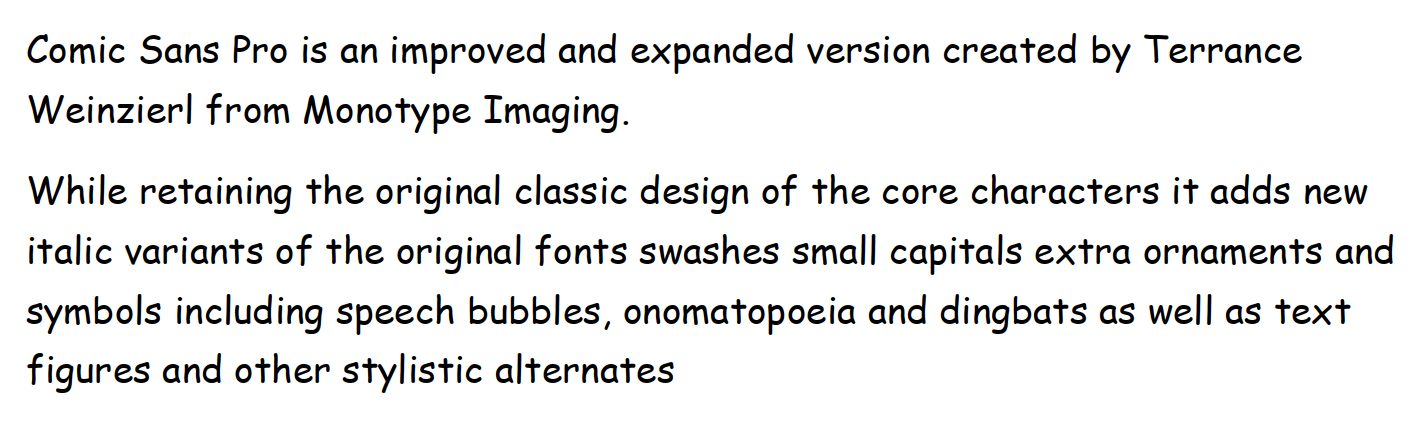 Comic Sans Pro is an improved and expanded version created by Terrance
Weinzierl from Monotype Imaging.
While retaining the original classic design of the core characters it adds new
italic variants of the original fonts swashes small capitals extra ornaments and
symbols including speech bubbles, onomatopoeia and dingbats as well as text
figures and other stylistic alternates